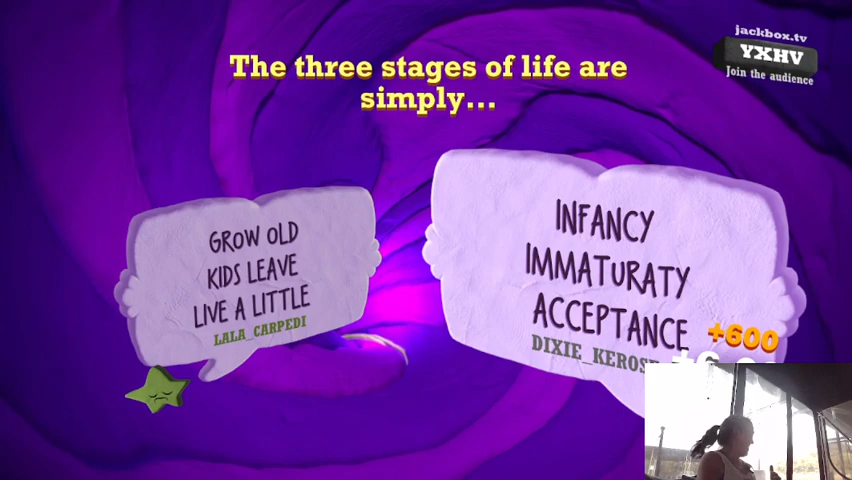 jackbox.tv
YXHV
Join the audience
The three stages of life are
simply...
GROW OLD
KIDS LEAVE
LIVE A LITTLE
LALA_CARPEDI
INFANCY
IMMATURATY
ACCEPTANCE
+600